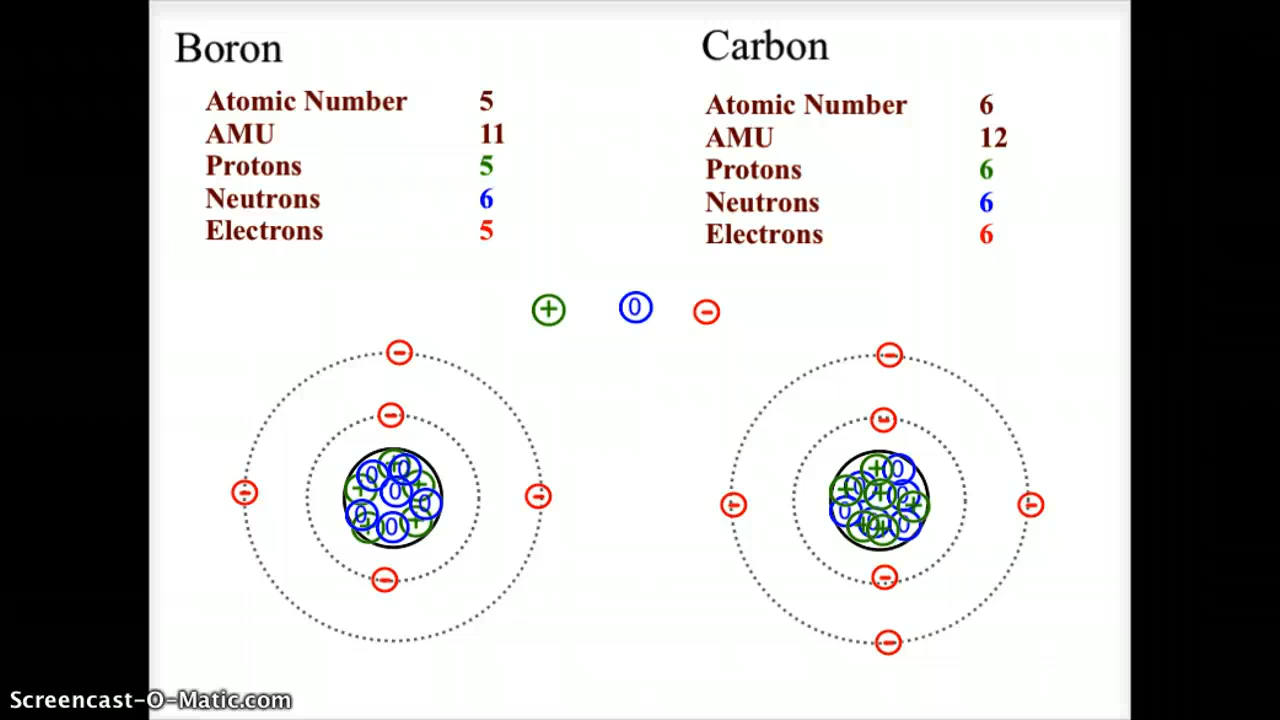 Boron
Atomic Number 5
AMU 11
Protons 5
Neutrons 6
Electrons 5
Carbon
Atomic Number 6
AMU 12
Protons 6
Neutrons 6
Electrons 6
+ 0 -
Screencast-O-Matic.com